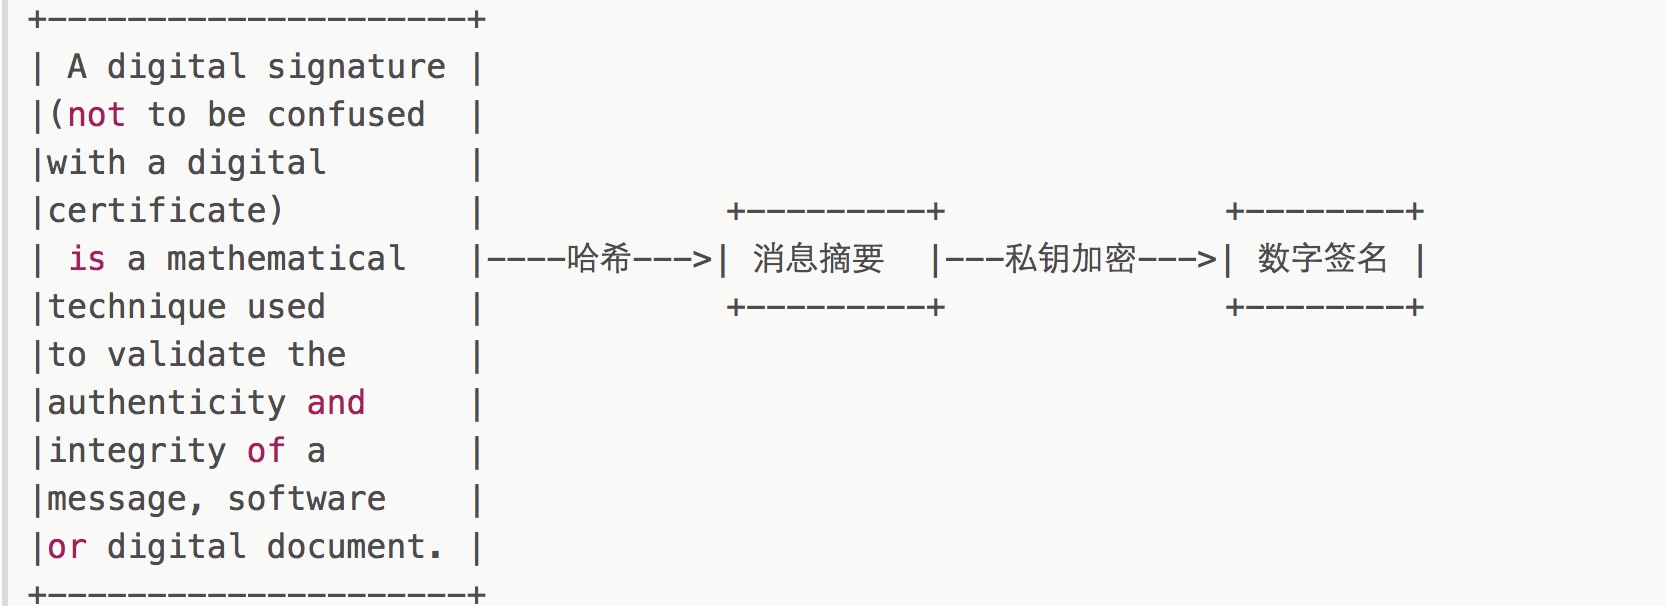 +---------------------+
| A digital signature |
|(not to be confused  |
|with a digital       |
|certificate)         |            +---------+              +--------+
| is a mathematical   |----哈希--->| 消息摘要  |---私钥加密--->| 数字签名 |
|technique used       |            +---------+              +--------+
|to validate the      |
|authenticity and     |
|integrity of a       |
|message, software    |
|or digital document. |
+---------------------+